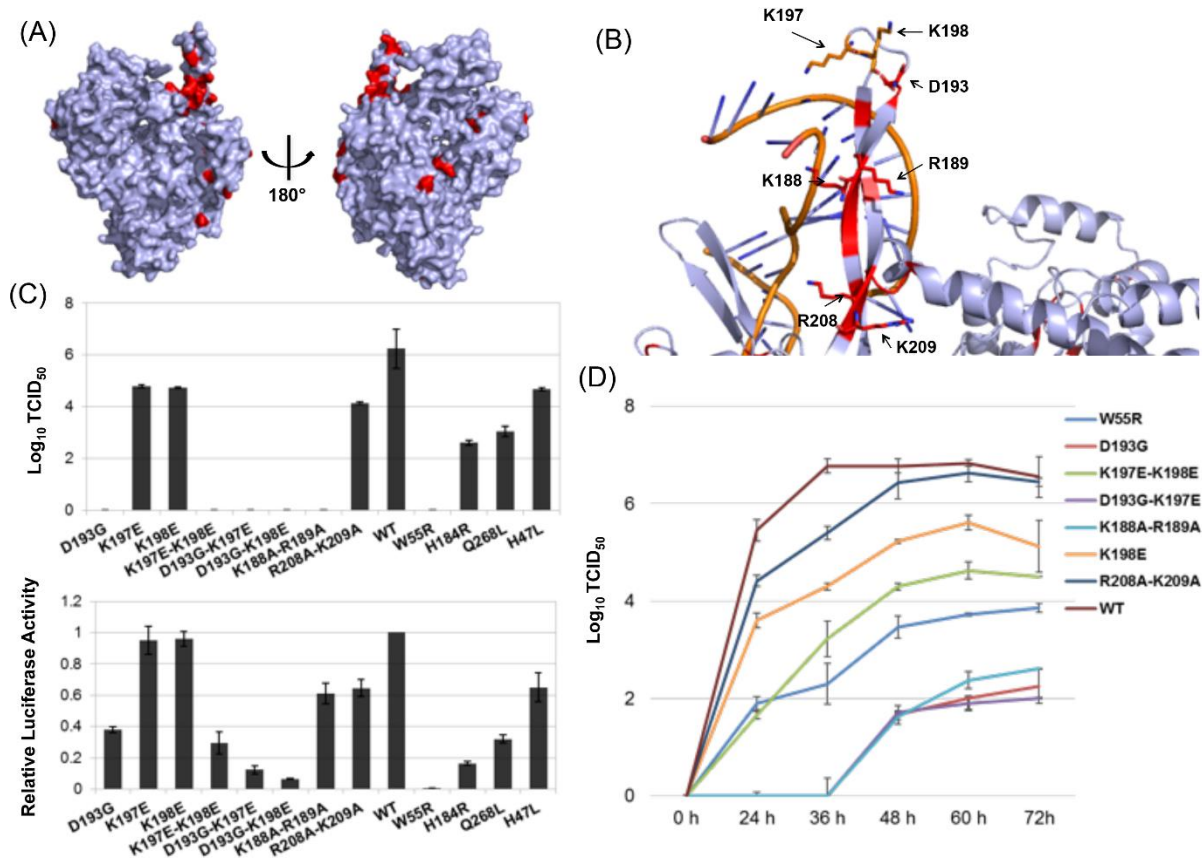 (A)
180°
(B)
K197
K198
D193
R189
K188
R208
K209
(C)
Log₁₀ TCID₅₀
8
6
4
2
0
D193G
K197E
K198E
K197E-K198E
D193G-K197E
D193G-K198E
K188A-R189A
R208A-K209A
WT
W55R
H184R
Q268L
H47L
Relative Luciferase Activity
1.2
1
0.8
0.6
0.4
0.2
0
D193G
K197E
K198E
K197E-K198E
D193G-K197E
D193G-K198E
K188A-R189A
R208A-K209A
WT
W55R
H184R
Q268L
H47L
(D)
Log₁₀ TCID₅₀
8
6
4
2
0
0 h
24 h
36 h
48 h
60 h
72h
W55R
D193G
K197E-K198E
D193G-K197E
K188A-R189A
K198E
R208A-K209A
WT